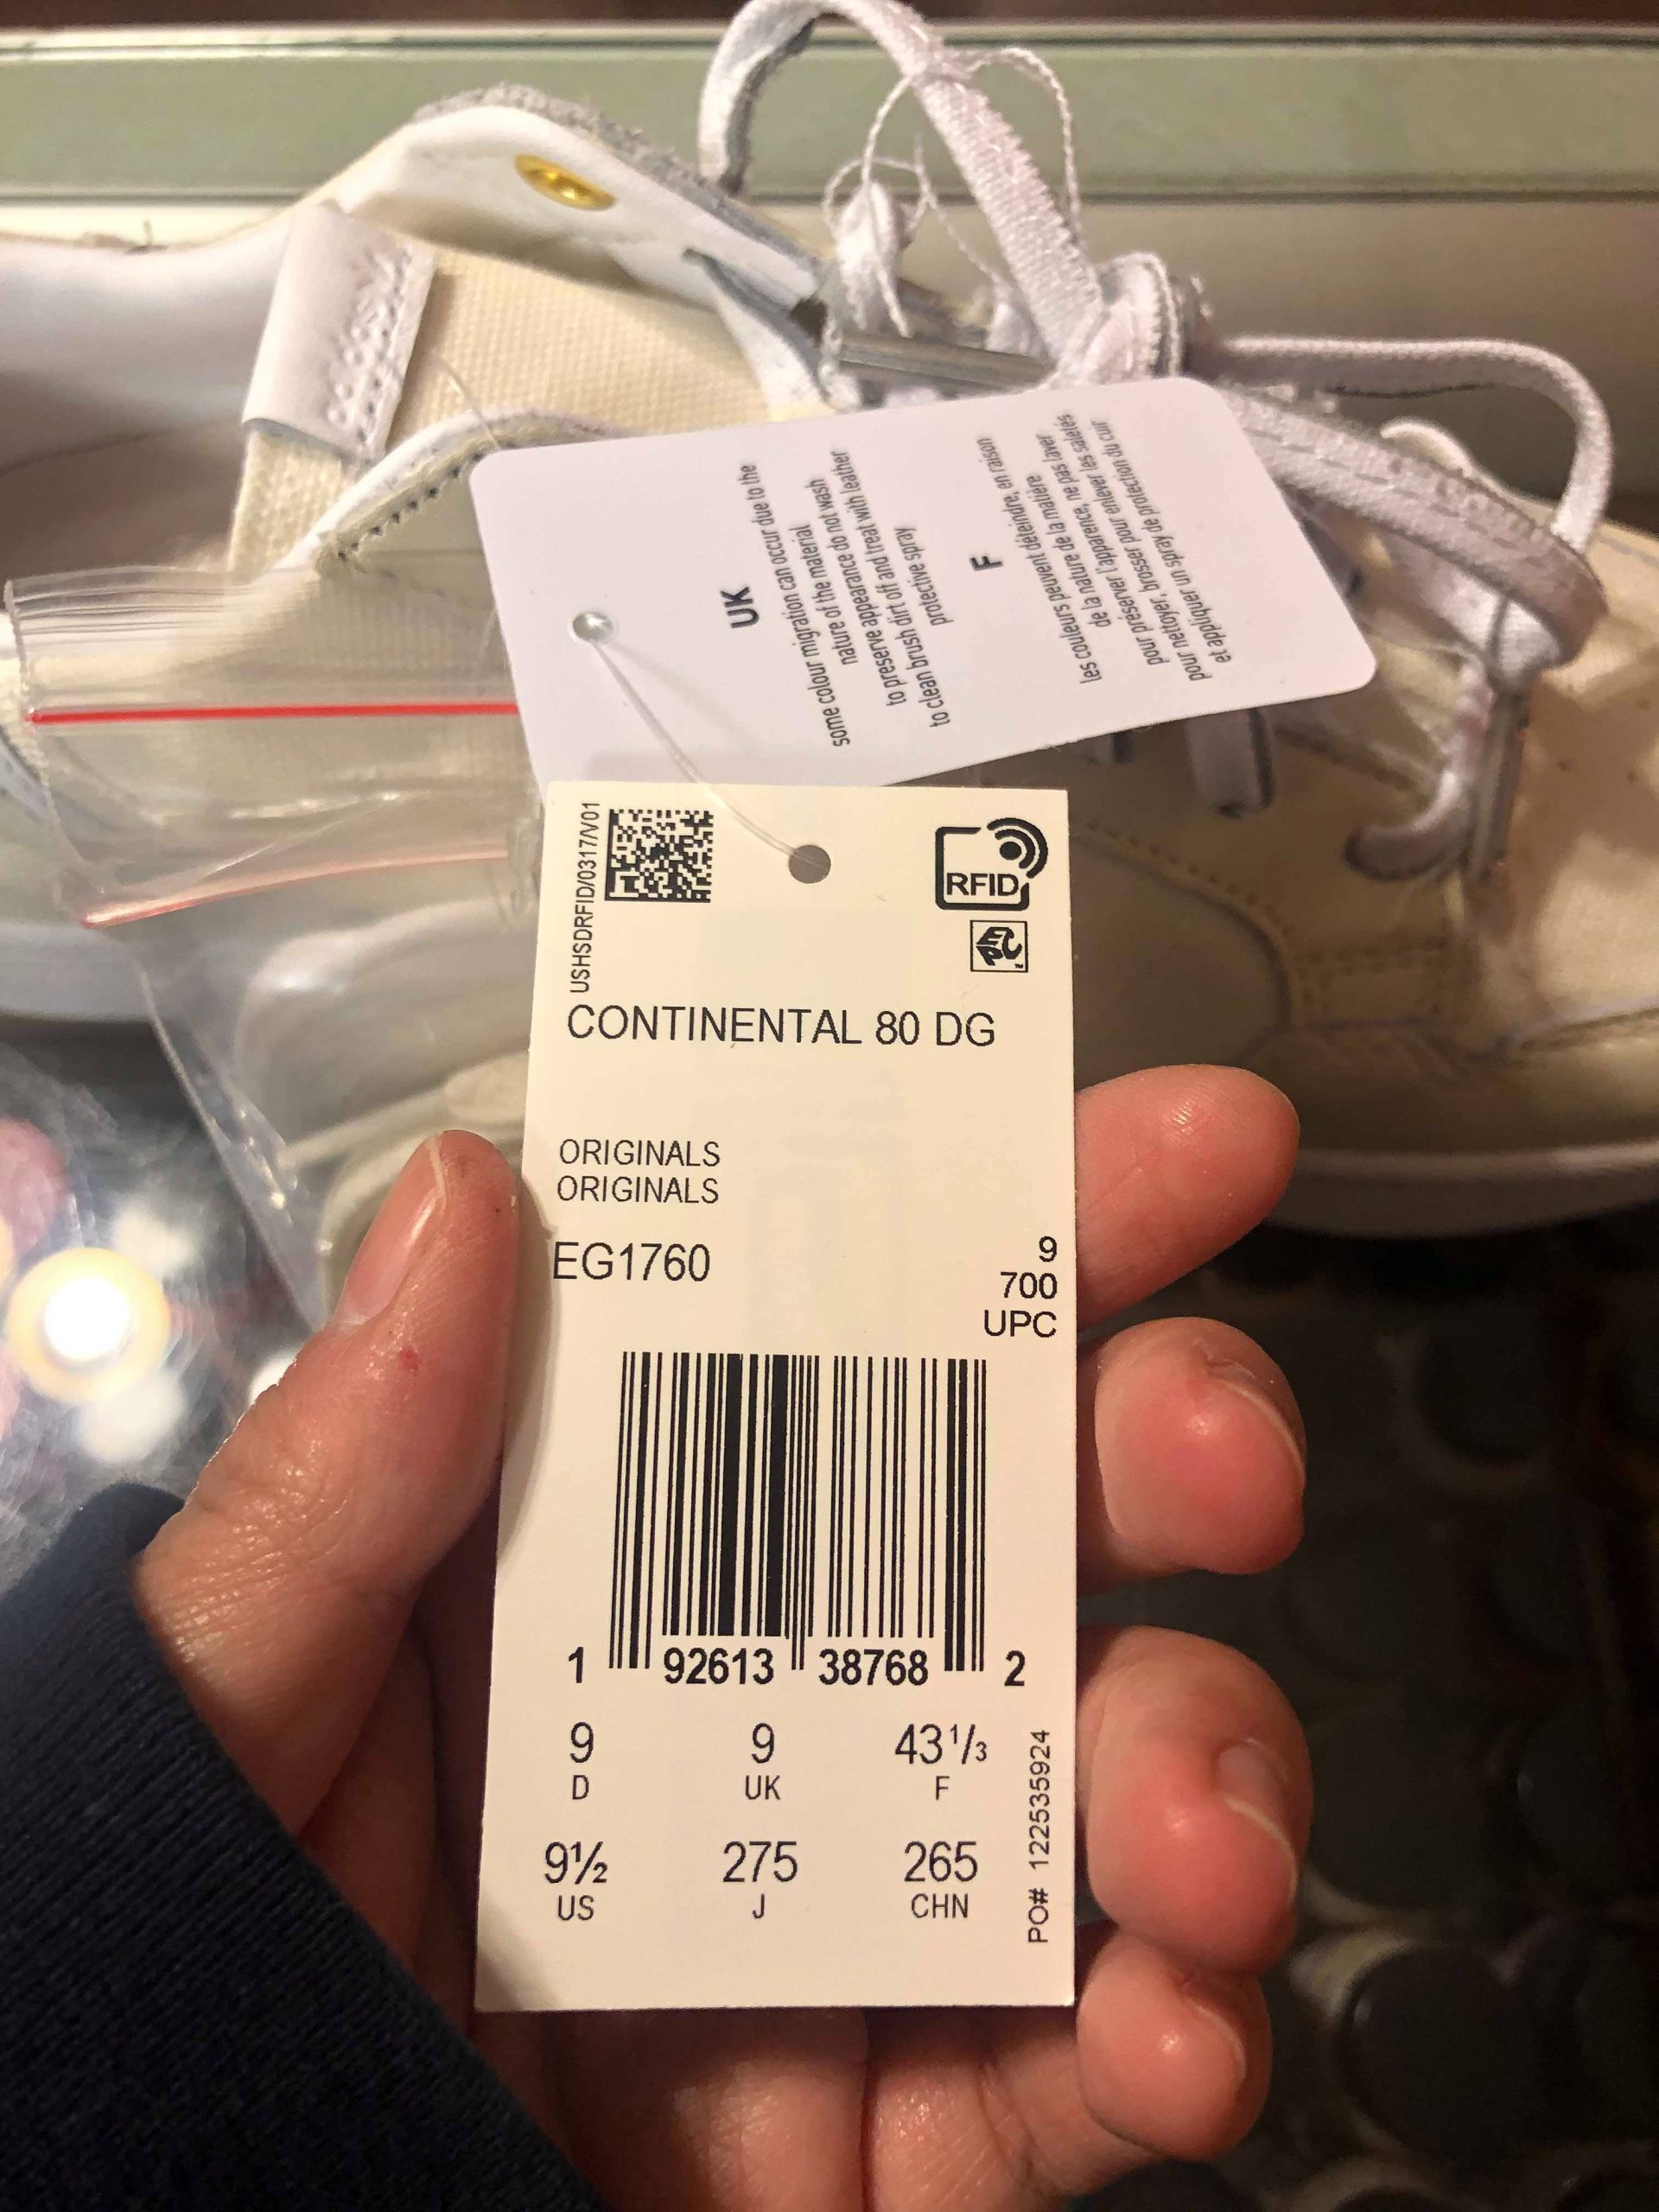 UK
some colour migration can occur due to the
nature of the material
to preserve appearance do not wash
to clean brush dirt off and treat with leather
protective spray
F
les couleurs peuvent déteindre, en raison
de la nature de la matière
pour préserver l'apparence, ne pas laver
pour nettoyer, brosser pour enlever les saletés
et appliquer un spray de protection du cuir
USHSDRFID/0317/V01
RFID
EPC
CONTINENTAL 80 DG
ORIGINALS
ORIGINALS
EG1760
9
700
UPC
1 92613 38768 2
9 9 43 1/3
D UK F
9½ 275 265
US J CHN
PO# 122535924